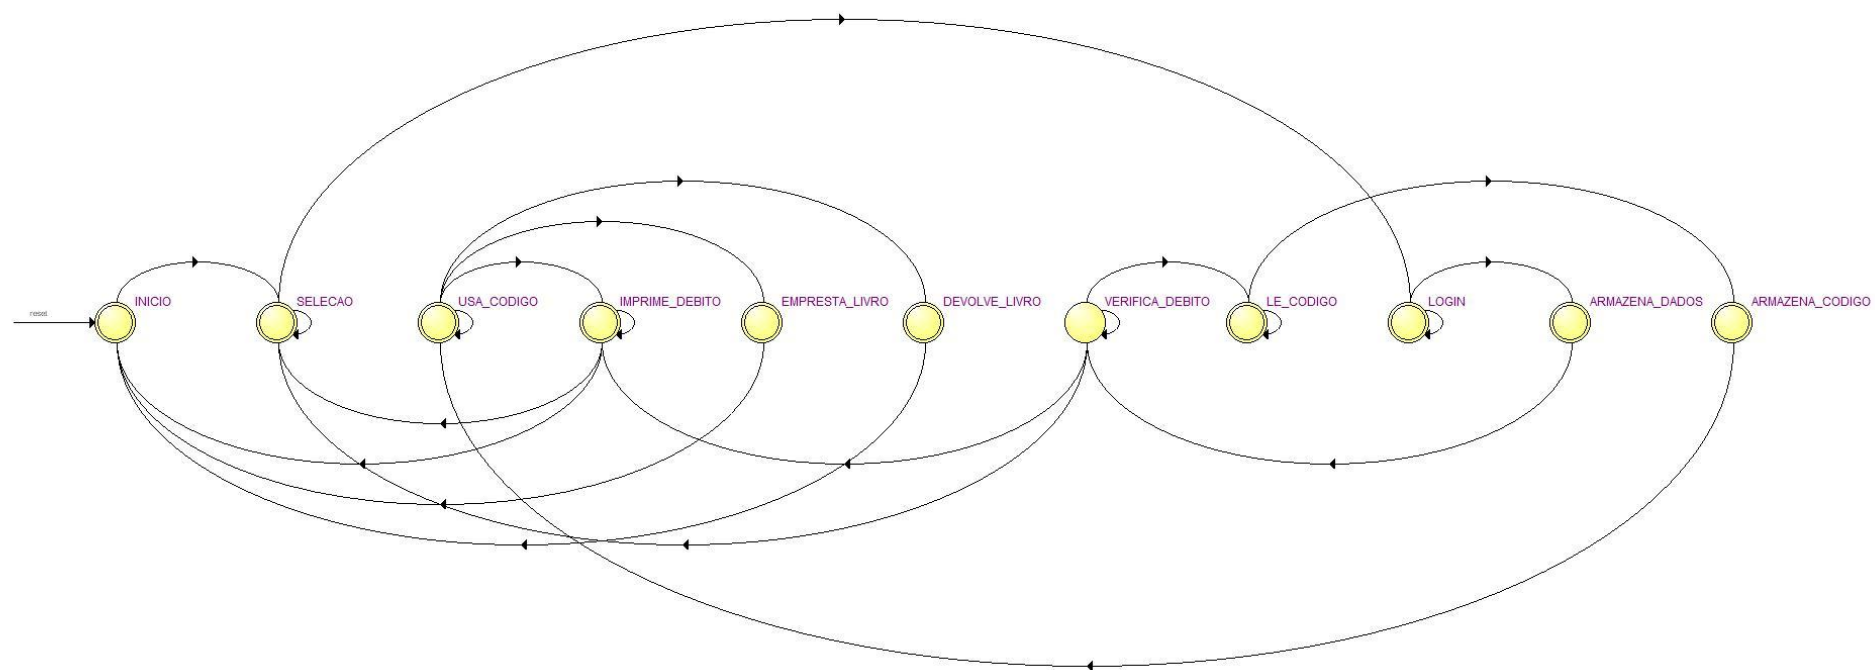 INICIO
SELECAO
USA_CODIGO
IMPRIME_DEBITO
EMPRESTA_LIVRO
DEVOLVE_LIVRO
VERIFICA_DEBITO
LE_CODIGO
LOGIN
ARMAZENA_DADOS
ARMAZENA_CODIGO
reset